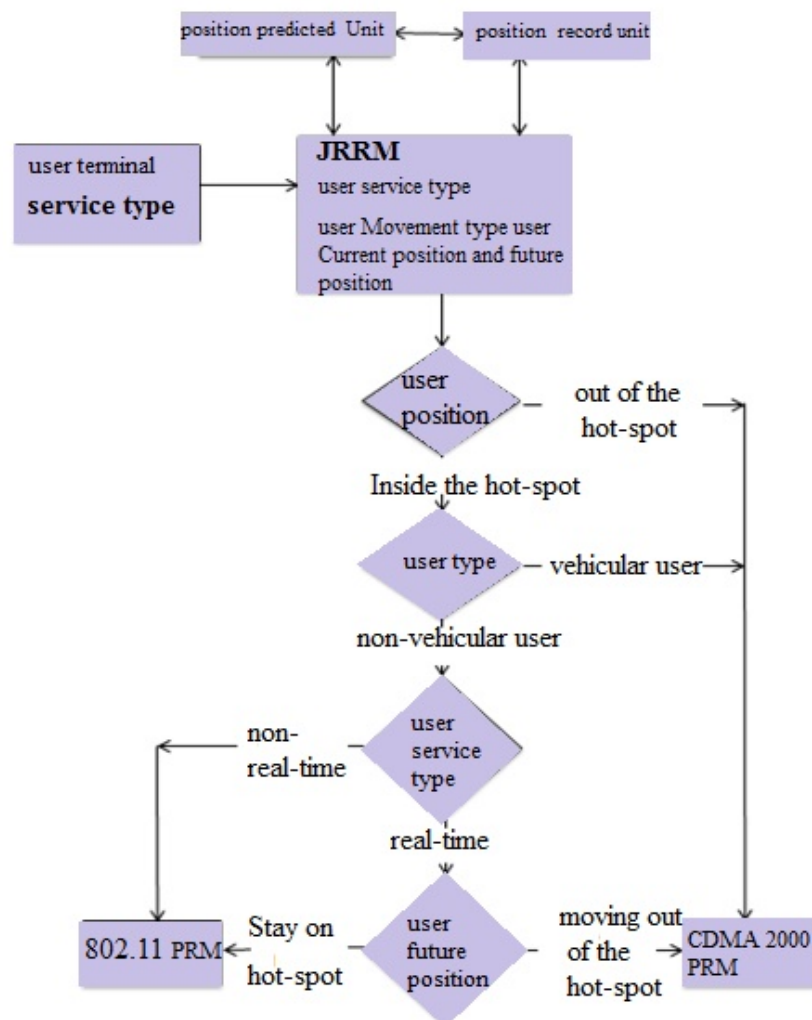 position predicted Unit
position record unit
user terminal
service type
JRRM
user service type
user Movement type user
Current position and future
position
user
position
out of the
hot-spot
Inside the hot-spot
user type
vehicular user
non-vehicular user
user
service
type
non-
real-time
real-time
802.11 PRM
Stay on
hot-spot
user
future
position
moving out
of the
hot-spot
CDMA 2000
PRM